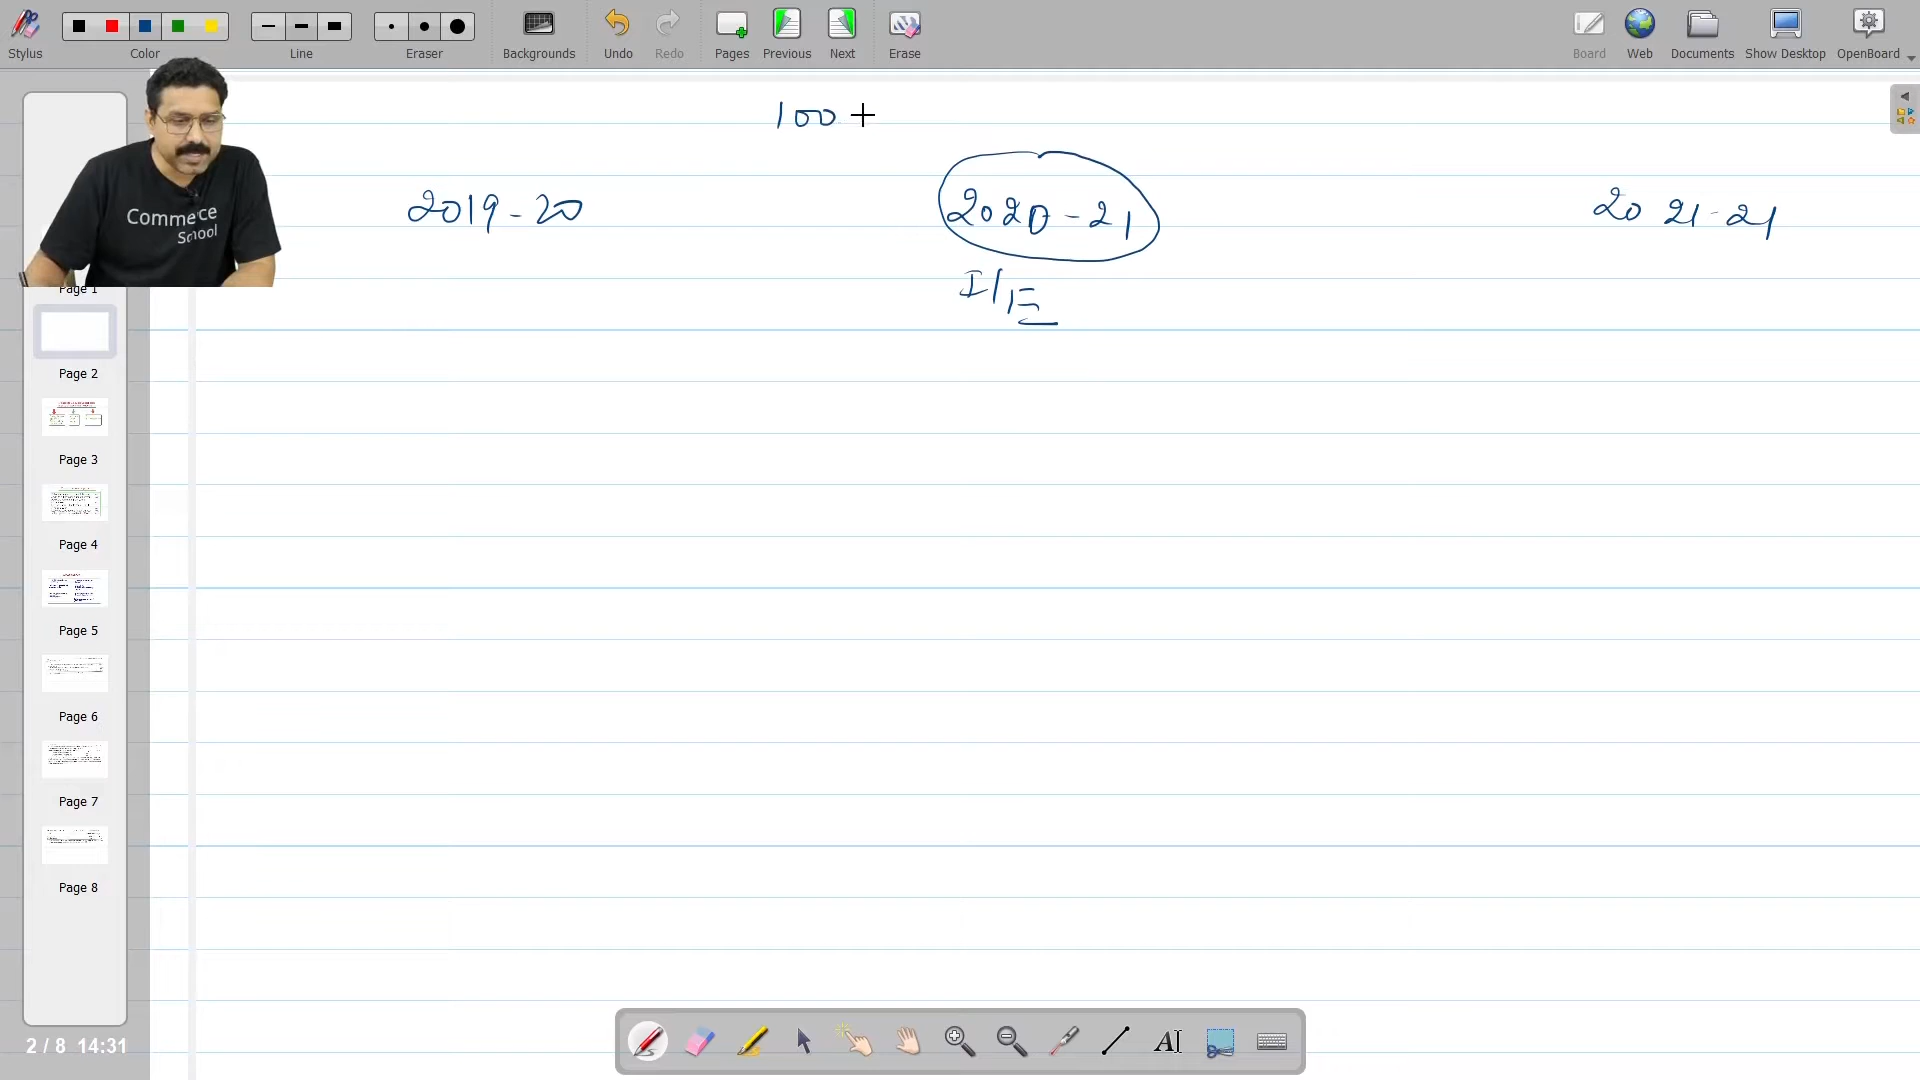 Stylus
Color
Line
Eraser
Backgrounds
Undo
Redo
Pages
Previous
Next
Erase
Board
Web
Documents
Show Desktop
OpenBoard
100
2019-20
2020-21
2021-21
I/E
Commerce
School
Page 1
Page 2
Page 3
Page 4
Page 5
Page 6
Page 7
Page 8
2 / 8 14:31
AI